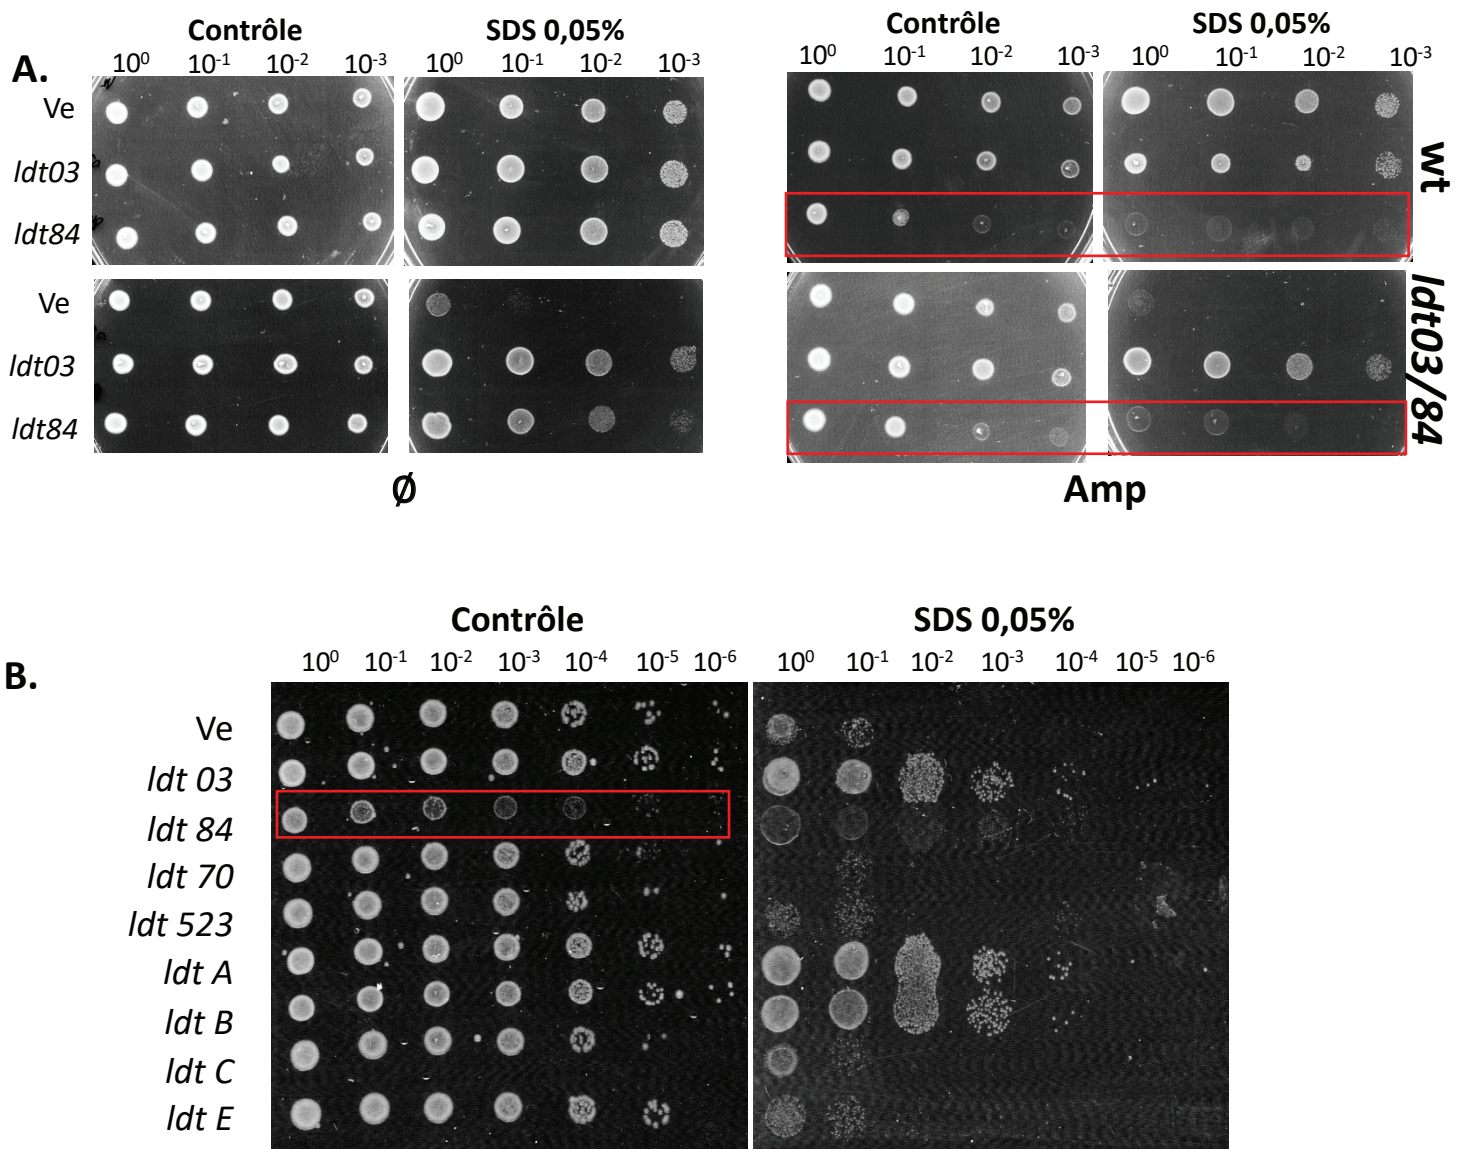 Contrôle SDS 0,05% Contrôle SDS 0,05%
A. 10⁰ 10⁻¹ 10⁻² 10⁻³ 10⁰ 10⁻¹ 10⁻² 10⁻³ 10⁰ 10⁻¹ 10⁻² 10⁻³ 10⁰ 10⁻¹ 10⁻² 10⁻³
Ve
ldt03
ldt84
wt
Ve
ldt03
ldt84
ldt03/84
Ø Amp
Contrôle SDS 0,05%
B. 10⁰ 10⁻¹ 10⁻² 10⁻³ 10⁻⁴ 10⁻⁵ 10⁻⁶ 10⁰ 10⁻¹ 10⁻² 10⁻³ 10⁻⁴ 10⁻⁵ 10⁻⁶
Ve
ldt 03
ldt 84
ldt 70
ldt 523
ldt A
ldt B
ldt C
ldt E